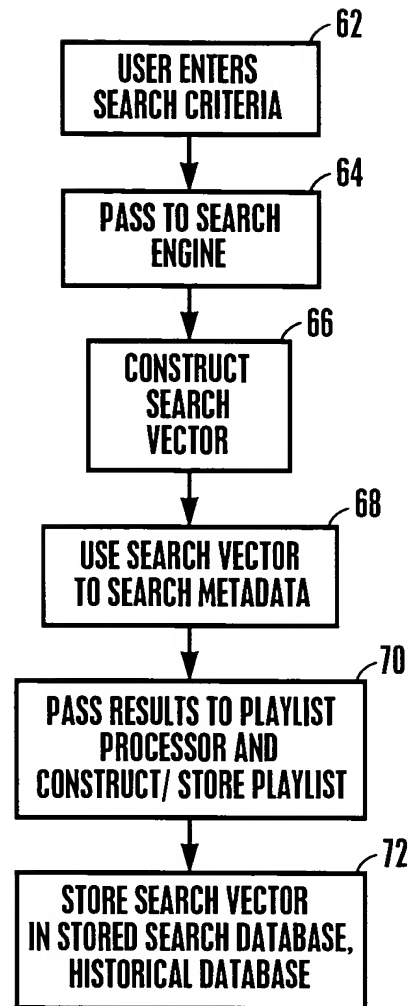 62
USER ENTERS
SEARCH CRITERIA
64
PASS TO SEARCH
ENGINE
66
CONSTRUCT
SEARCH
VECTOR
68
USE SEARCH VECTOR
TO SEARCH METADATA
70
PASS RESULTS TO PLAYLIST
PROCESSOR AND
CONSTRUCT/ STORE PLAYLIST
72
STORE SEARCH VECTOR
IN STORED SEARCH DATABASE,
HISTORICAL DATABASE